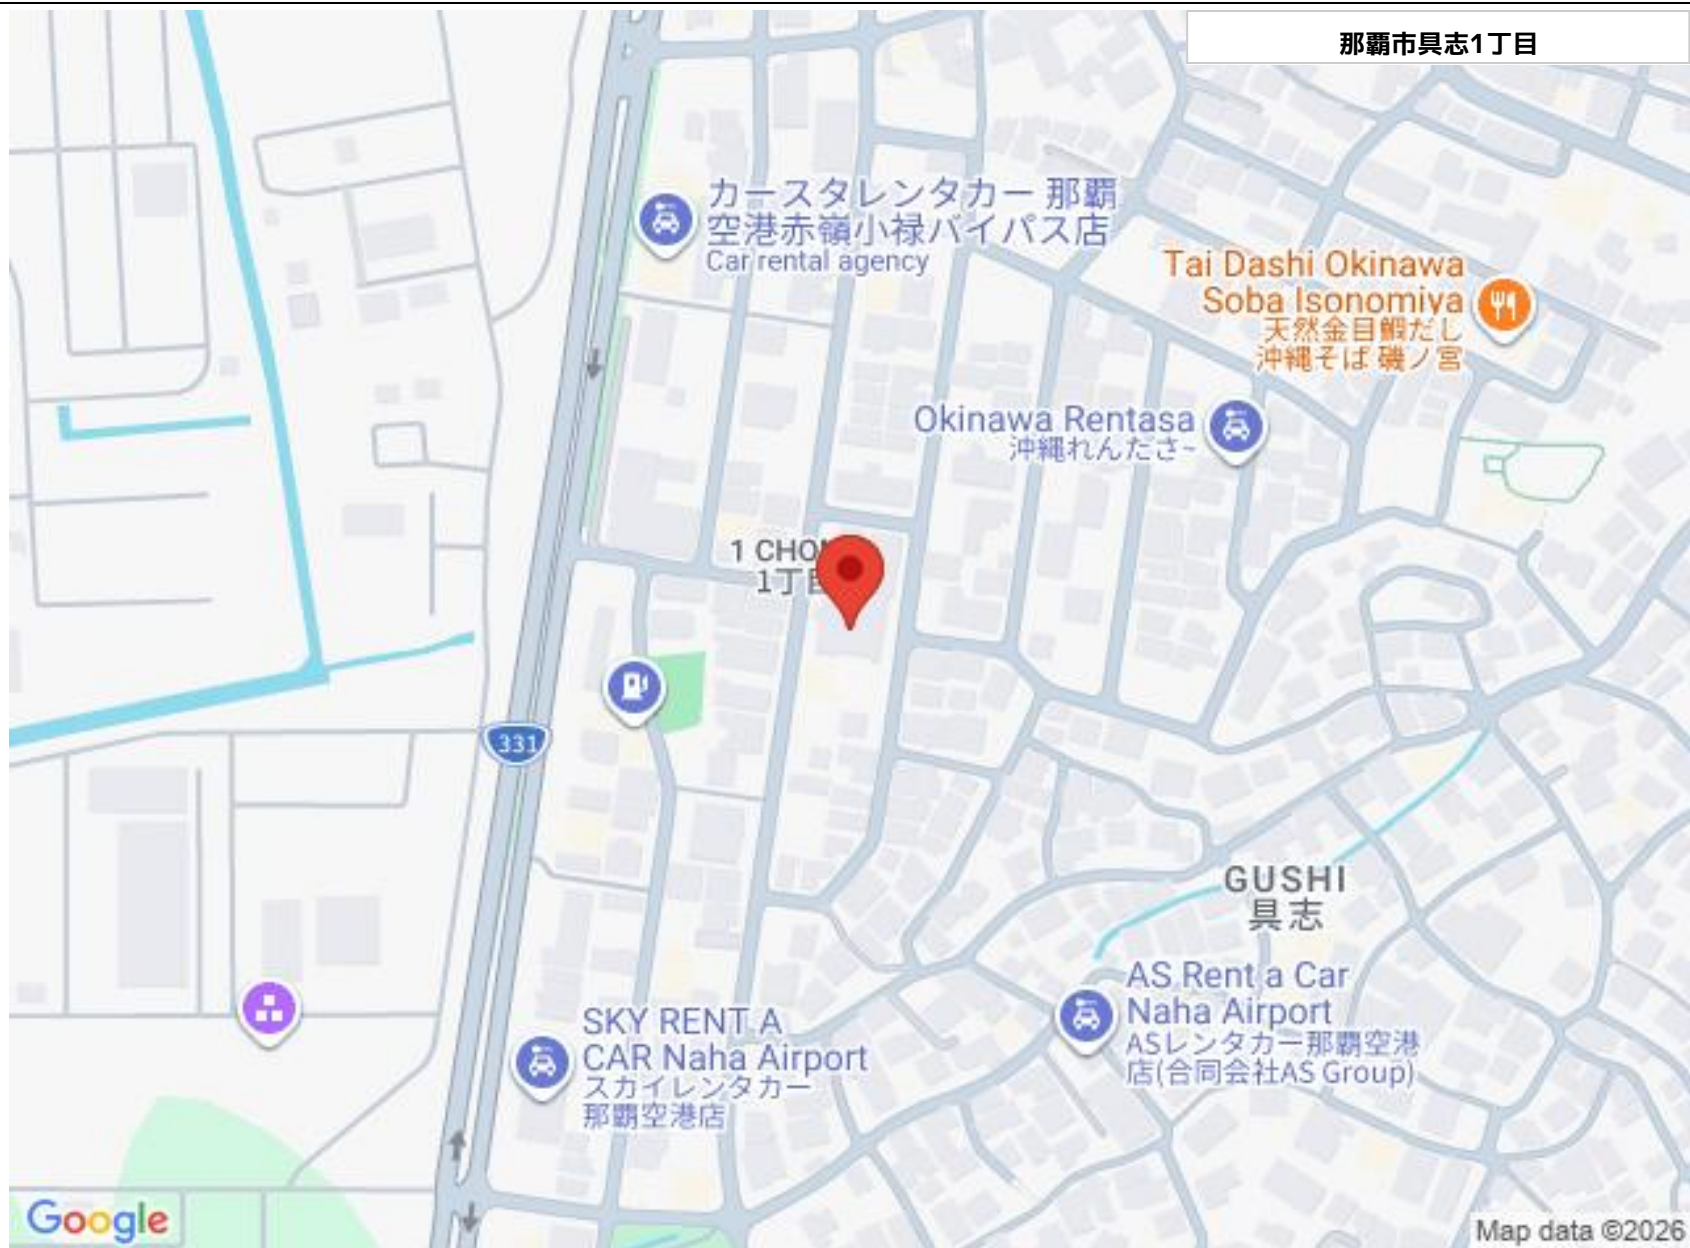 那覇市具志1丁目
カースタレンタカー 那覇
空港赤嶺小禄バイパス店
Car rental agency
Tai Dashi Okinawa
Soba Isonomiya
天然金目鯛だし
沖縄そば 磯ノ宮
Okinawa Rentasa
沖縄れんたさ~
1 CHO
1丁目
331
GUSHI
具志
AS Rent a Car
Naha Airport
ASレンタカー那覇空港
店(合同会社AS Group)
SKY RENT A
CAR Naha Airport
スカイレンタカー
那覇空港店
Google
Map data ©2026